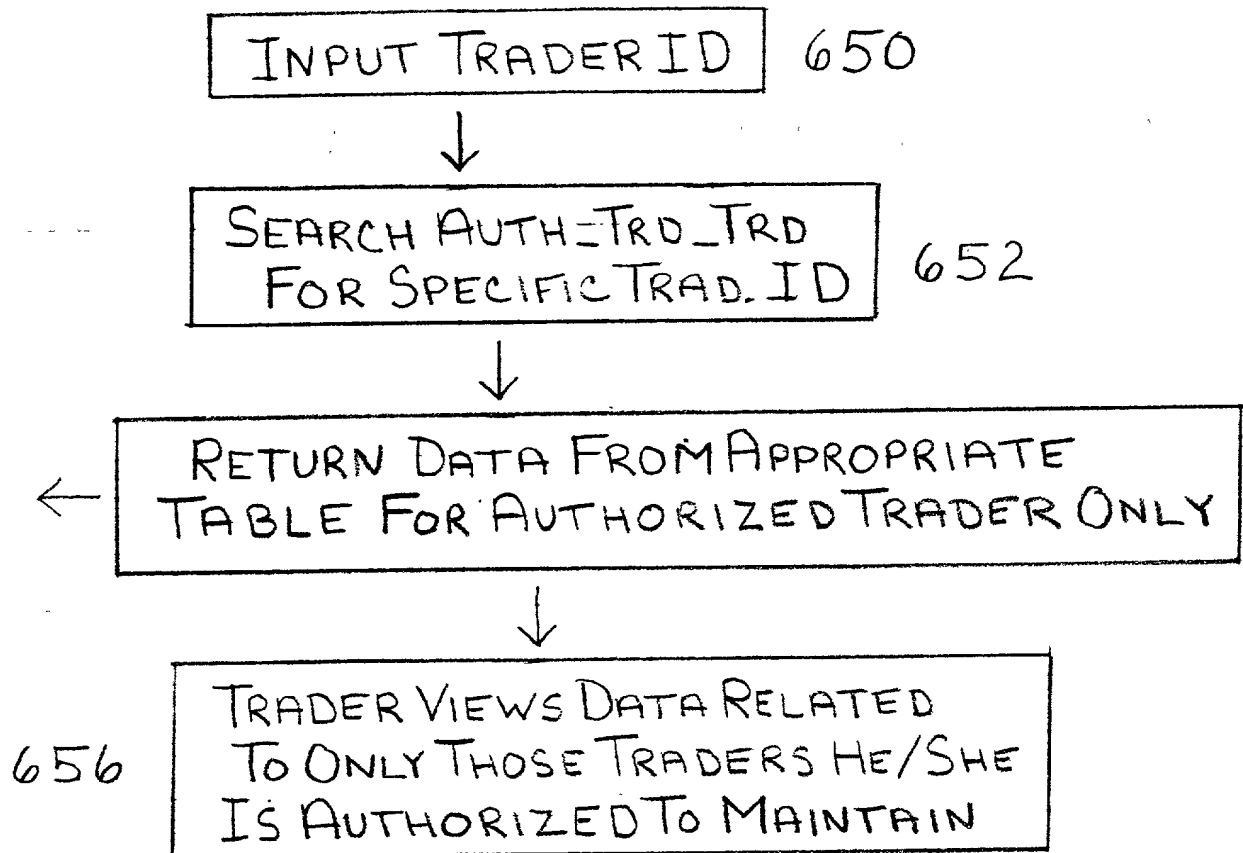 INPUT TRADER ID 650
SEARCH AUTH_TRD_TRD
FOR SPECIFIC TRAD. ID 652
RETURN DATA FROM APPROPRIATE
TABLE FOR AUTHORIZED TRADER ONLY
TRADER VIEWS DATA RELATED
656 TO ONLY THOSE TRADERS HE/SHE
IS AUTHORIZED TO MAINTAIN